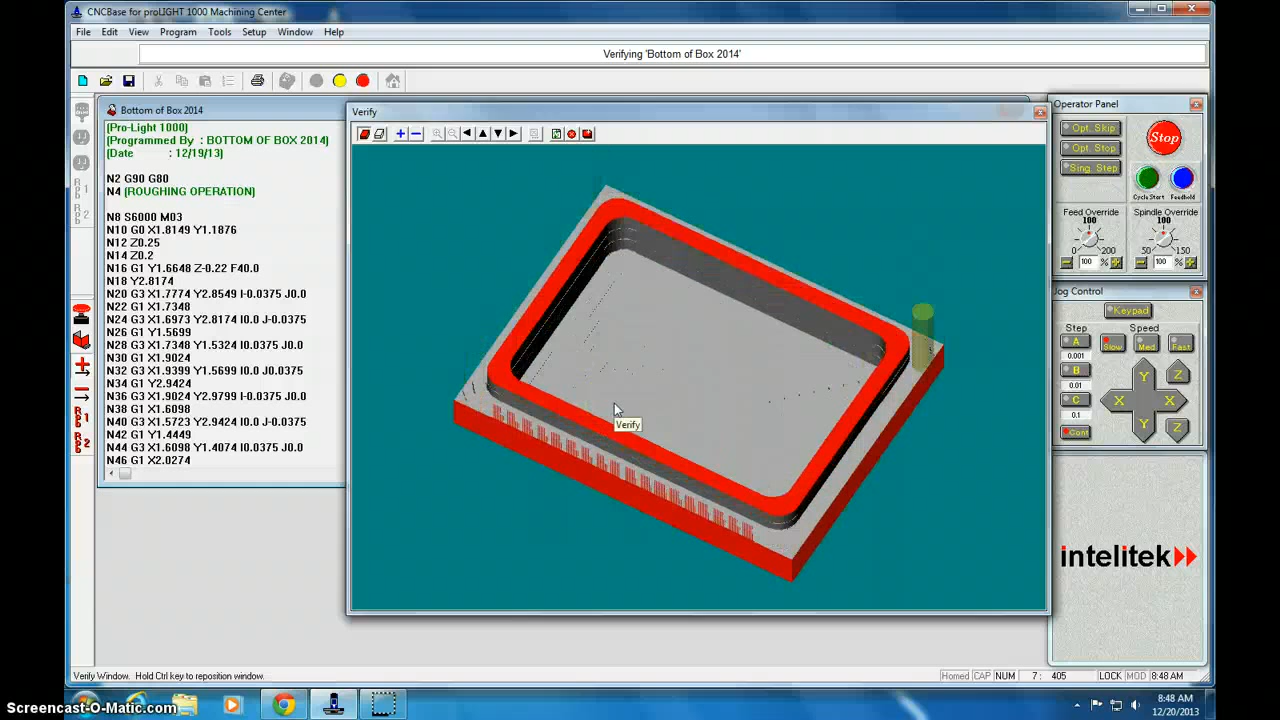 CNCBase for proLIGHT 1000 Machining Center
File Edit View Program Tools Setup Window Help
Verifying 'Bottom of Box 2014'
Bottom of Box 2014
(Pro-Light 1000)
(Programmed By : BOTTOM OF BOX 2014)
(Date : 12/19/13)
N2 G90 G80
N4 (ROUGHING OPERATION)
N8 S6000 M03
N10 G0 X1.8149 Y1.1876
N12 Z0.25
N14 Z0.2
N16 G1 Y1.6648 Z-0.22 F40.0
N18 Y2.8174
N20 G3 X1.7774 Y2.8549 I-0.0375 J0.0
N22 G1 X1.7348
N24 G3 X1.6973 Y2.8174 I0.0 J-0.0375
N26 G1 Y1.5699
N28 G3 X1.7348 Y1.5324 I0.0375 J0.0
N30 G1 X1.9024
N32 G3 X1.9399 Y1.5699 I0.0 J0.0375
N34 G1 Y2.9424
N36 G3 X1.9024 Y2.9799 I-0.0375 J0.0
N38 G1 X1.6098
N40 G3 X1.5723 Y2.9424 I0.0 J-0.0375
N42 G1 Y1.4449
N44 G3 X1.6098 Y1.4074 I0.0375 J0.0
N46 G1 X2.0274
Verify
Verify
Operator Panel
Opt. Skip
Opt. Stop
Sing. Step
Stop
Cycle Start Feedhold
Feed Override Spindle Override
100 100
0 200 50 150
100 % 100 %
Jog Control
Keypad
Step Speed
A Slow Med Fast
0.001
B
0.01
C
0.1
Cont
Y
Z
X X
Y
Z
intelitek
Verify Window. Hold Ctrl key to reposition window.
Homed CAP NUM 7 : 405 LOCK MOD 8:48 AM
8:48 AM
12/20/2013
Screencast-O-Matic.com